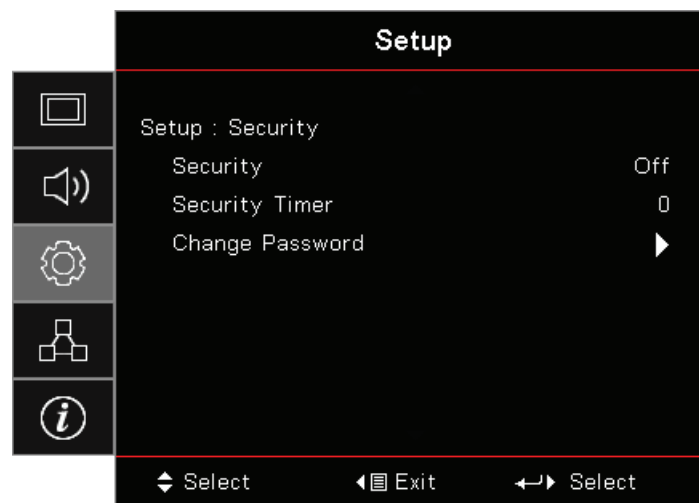 Setup
Setup : Security
Security Off
Security Timer 0
Change Password
Select Exit Select